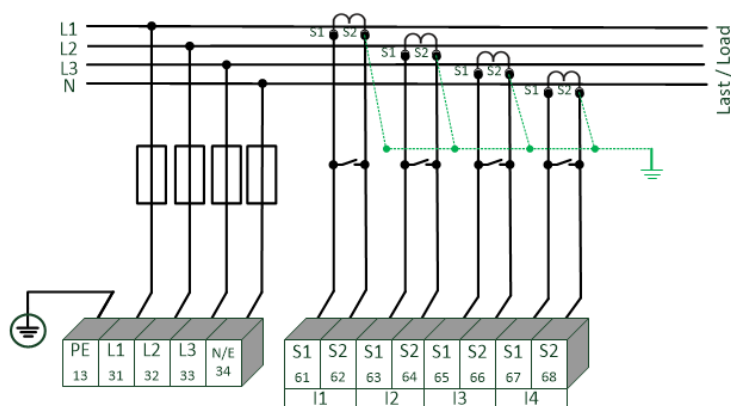 L1
L2
L3
N
S1 S2
S1 S2
S1 S2
S1 S2
Last / Load
PE L1 L2 L3 N/E
13 31 32 33 34
S1 S2 S1 S2 S1 S2 S1 S2
61 62 63 64 65 66 67 68
I1 I2 I3 I4